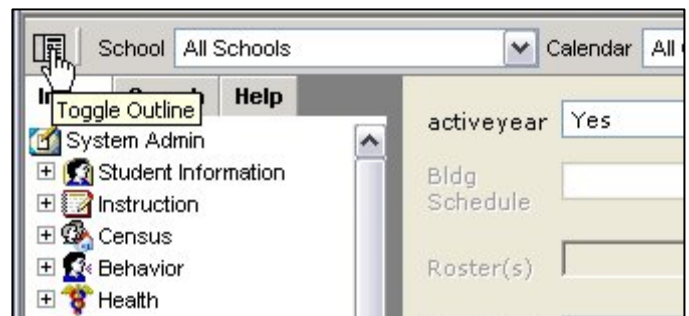 School All Schools Calendar All
Help
Toggle Outline
System Admin
Student Information
Instruction
Census
Behavior
Health
activeyear Yes
Bldg
Schedule
Roster(s)